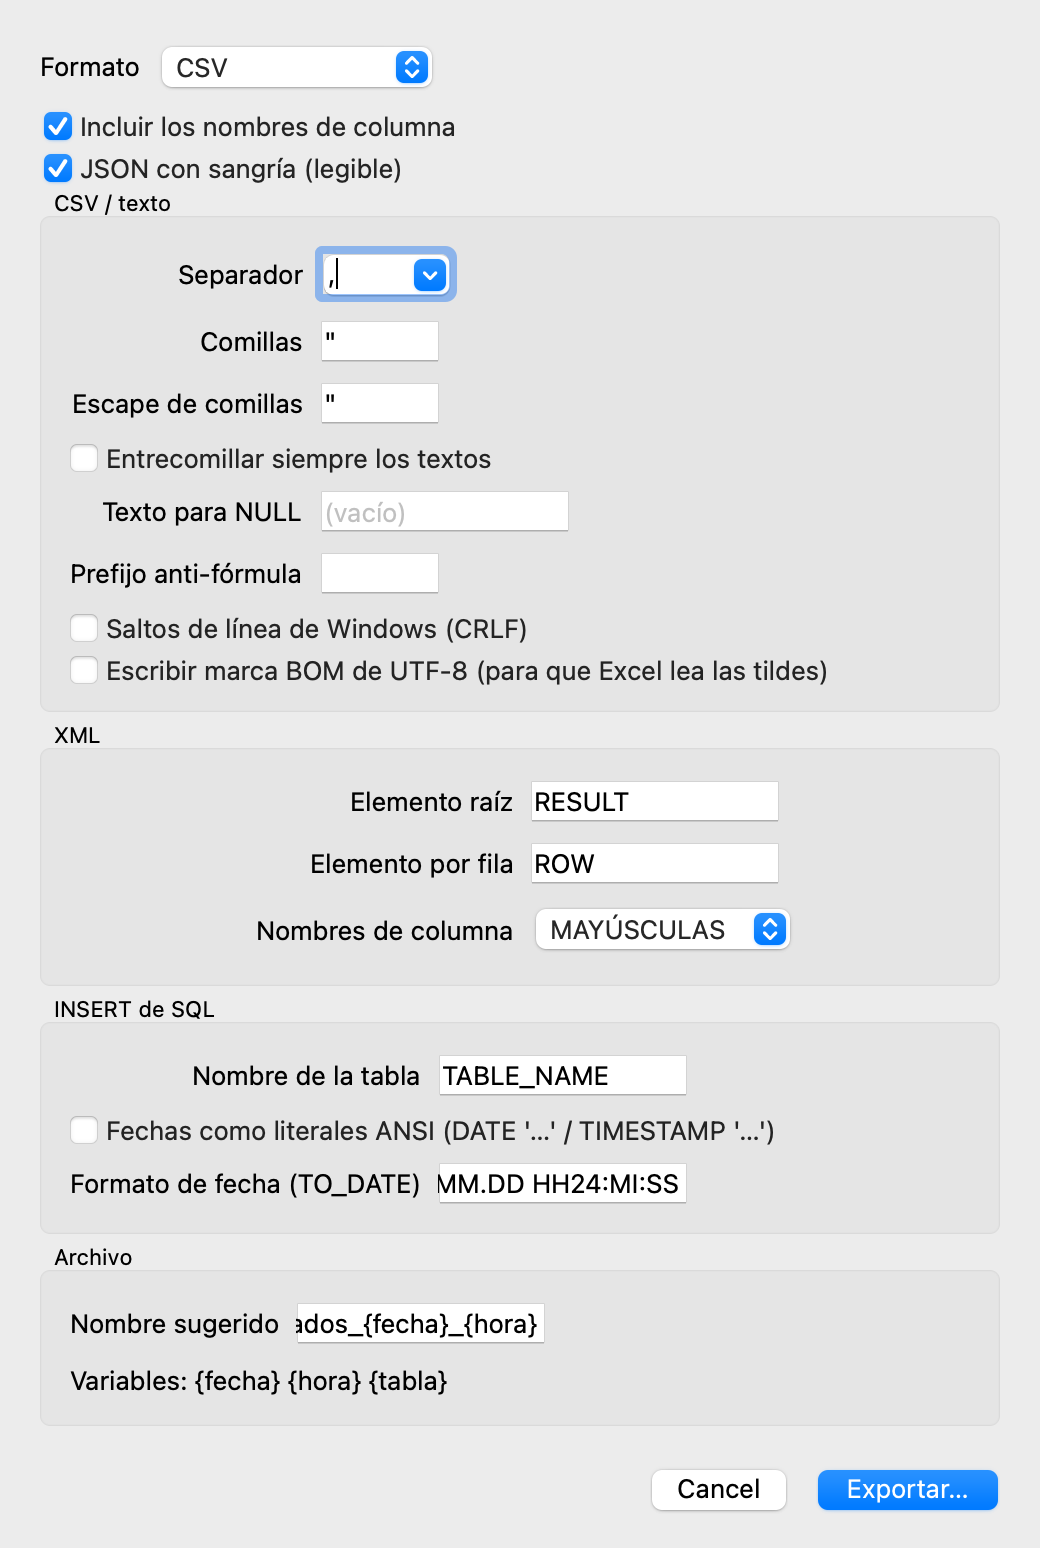 Formato CSV
Incluir los nombres de columna
JSON con sangría (legible)
CSV / texto
Separador ,
Comillas "
Escape de comillas "
Entrecomillar siempre los textos
Texto para NULL (vacío)
Prefijo anti-fórmula
Saltos de línea de Windows (CRLF)
Escribir marca BOM de UTF-8 (para que Excel lea las tildes)
XML
Elemento raíz RESULT
Elemento por fila ROW
Nombres de columna MAYÚSCULAS
INSERT de SQL
Nombre de la tabla TABLE_NAME
Fechas como literales ANSI (DATE '...' / TIMESTAMP '...')
Formato de fecha (TO_DATE) MM.DD HH24:MI:SS
Archivo
Nombre sugerido ados_{fecha}_{hora}
Variables: {fecha} {hora} {tabla}
Cancel Exportar...